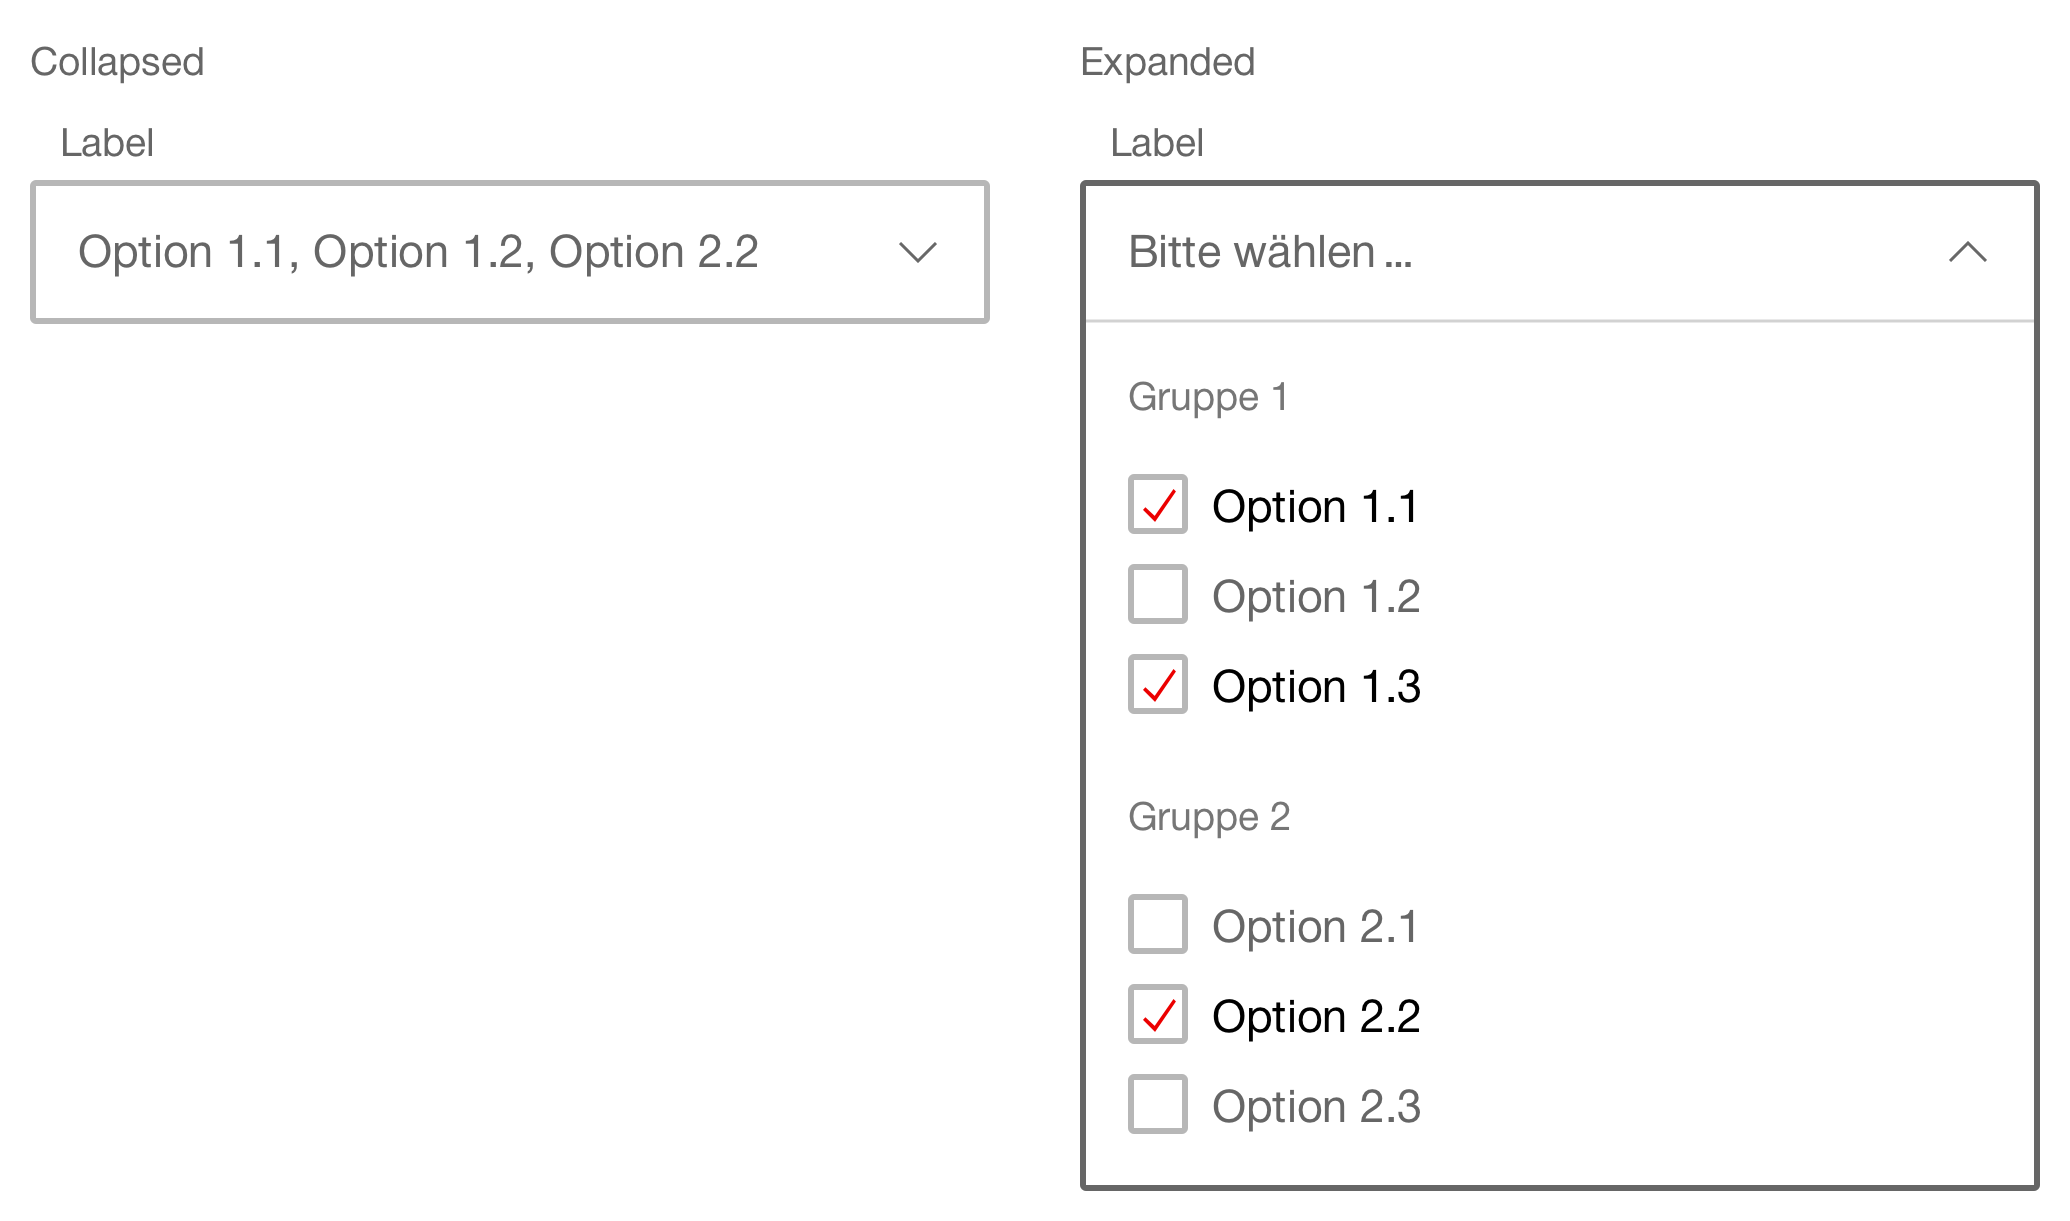 Collapsed
Label
Option 1.1, Option 1.2, Option 2.2
Expanded
Label
Bitte wählen ...
Gruppe 1
Option 1.1
Option 1.2
Option 1.3
Gruppe 2
Option 2.1
Option 2.2
Option 2.3